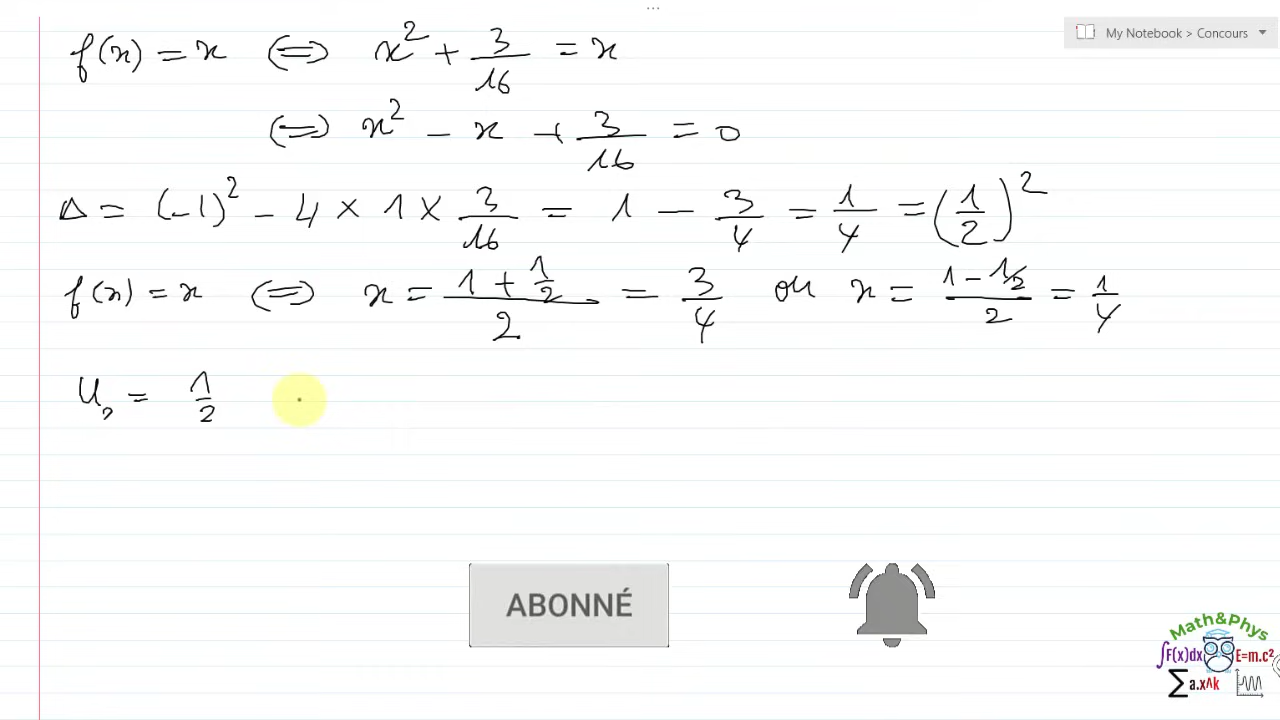 ...
My Notebook > Concours
f(x) = x ⟺ x² + 3/16 = x
⟺ x² - x + 3/16 = 0
Δ = (-1)² - 4 × 1 × 3/16 = 1 - 3/4 = 1/4 = (1/2)²
f(x) = x ⟺ x = (1 + 1/2)/2 = 3/4 ou x = (1 - 1/2)/2 = 1/4
U₀ = 1/2
ABONNÉ
Math&Phys
∫F(x)dx E=m.c²
∑a.x^k